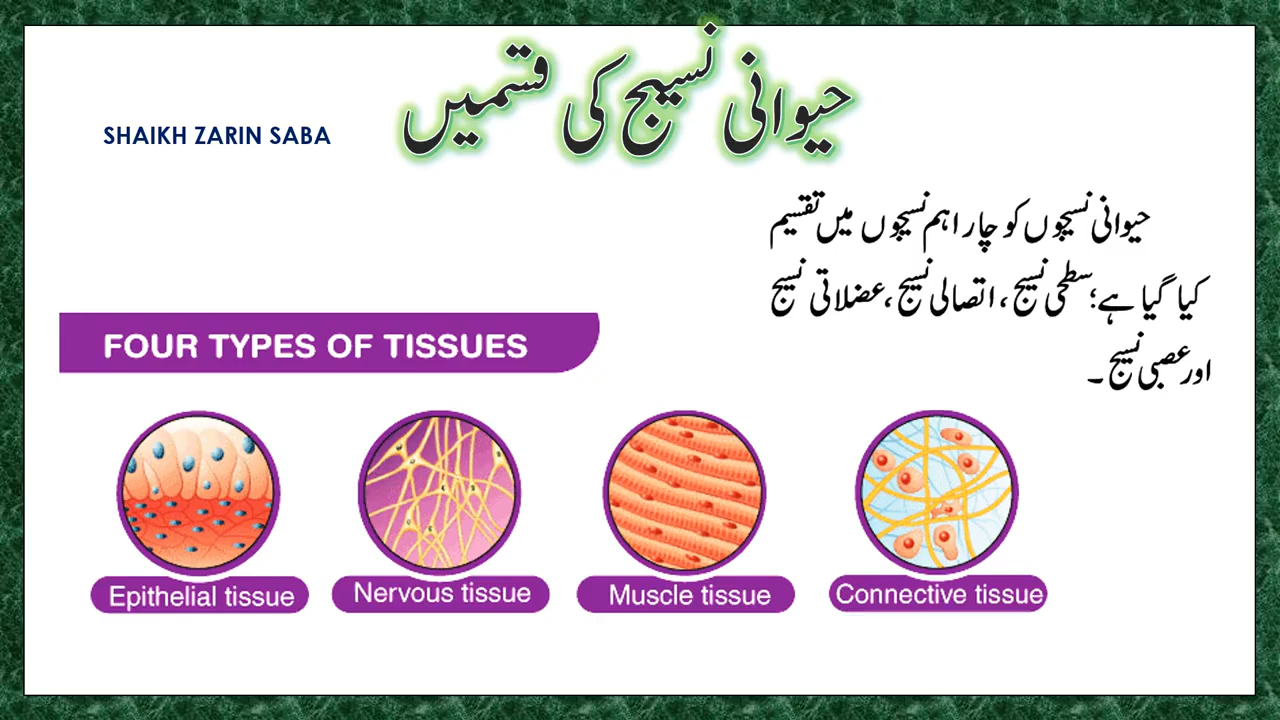 حیوانی نسیج کی قسمیں
SHAIKH ZARIN SABA
حیوانی نسیجوں کو چار اہم نسیجوں میں تقسیم
کیا گیا ہے؛ سطحی نسیج، اتصالی نسیج، عضلاتی نسیج
اور عصبی نسیج۔
FOUR TYPES OF TISSUES
Epithelial tissue
Nervous tissue
Muscle tissue
Connective tissue